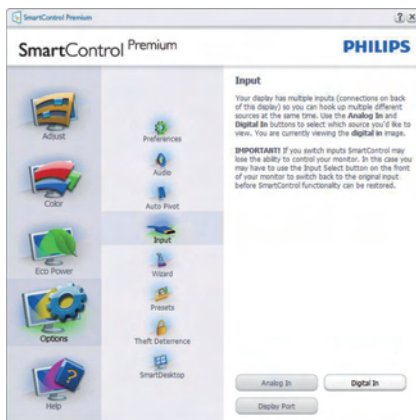 SmartControl Premium
SmartControl Premium
PHILIPS
Adjust
Color
Eco Power
Options
Help
Preferences
Audio
Auto Pivot
Input
Wizard
Presets
Theft Deterrence
SmartDesktop
Input
Your display has multiple inputs (connections on back
of this display) so you can hook up multiple different
sources at the same time. Use the Analog In and
Digital In buttons to select which source you'd like to
view. You are currently viewing the digital in image.
IMPORTANT! If you switch inputs SmartControl may
lose the ability to control your monitor. In this case you
may have to use the Input Select button on the front
of your monitor to switch back to the original input
before SmartControl functionality can be restored.
Analog In
Digital In
Display Port